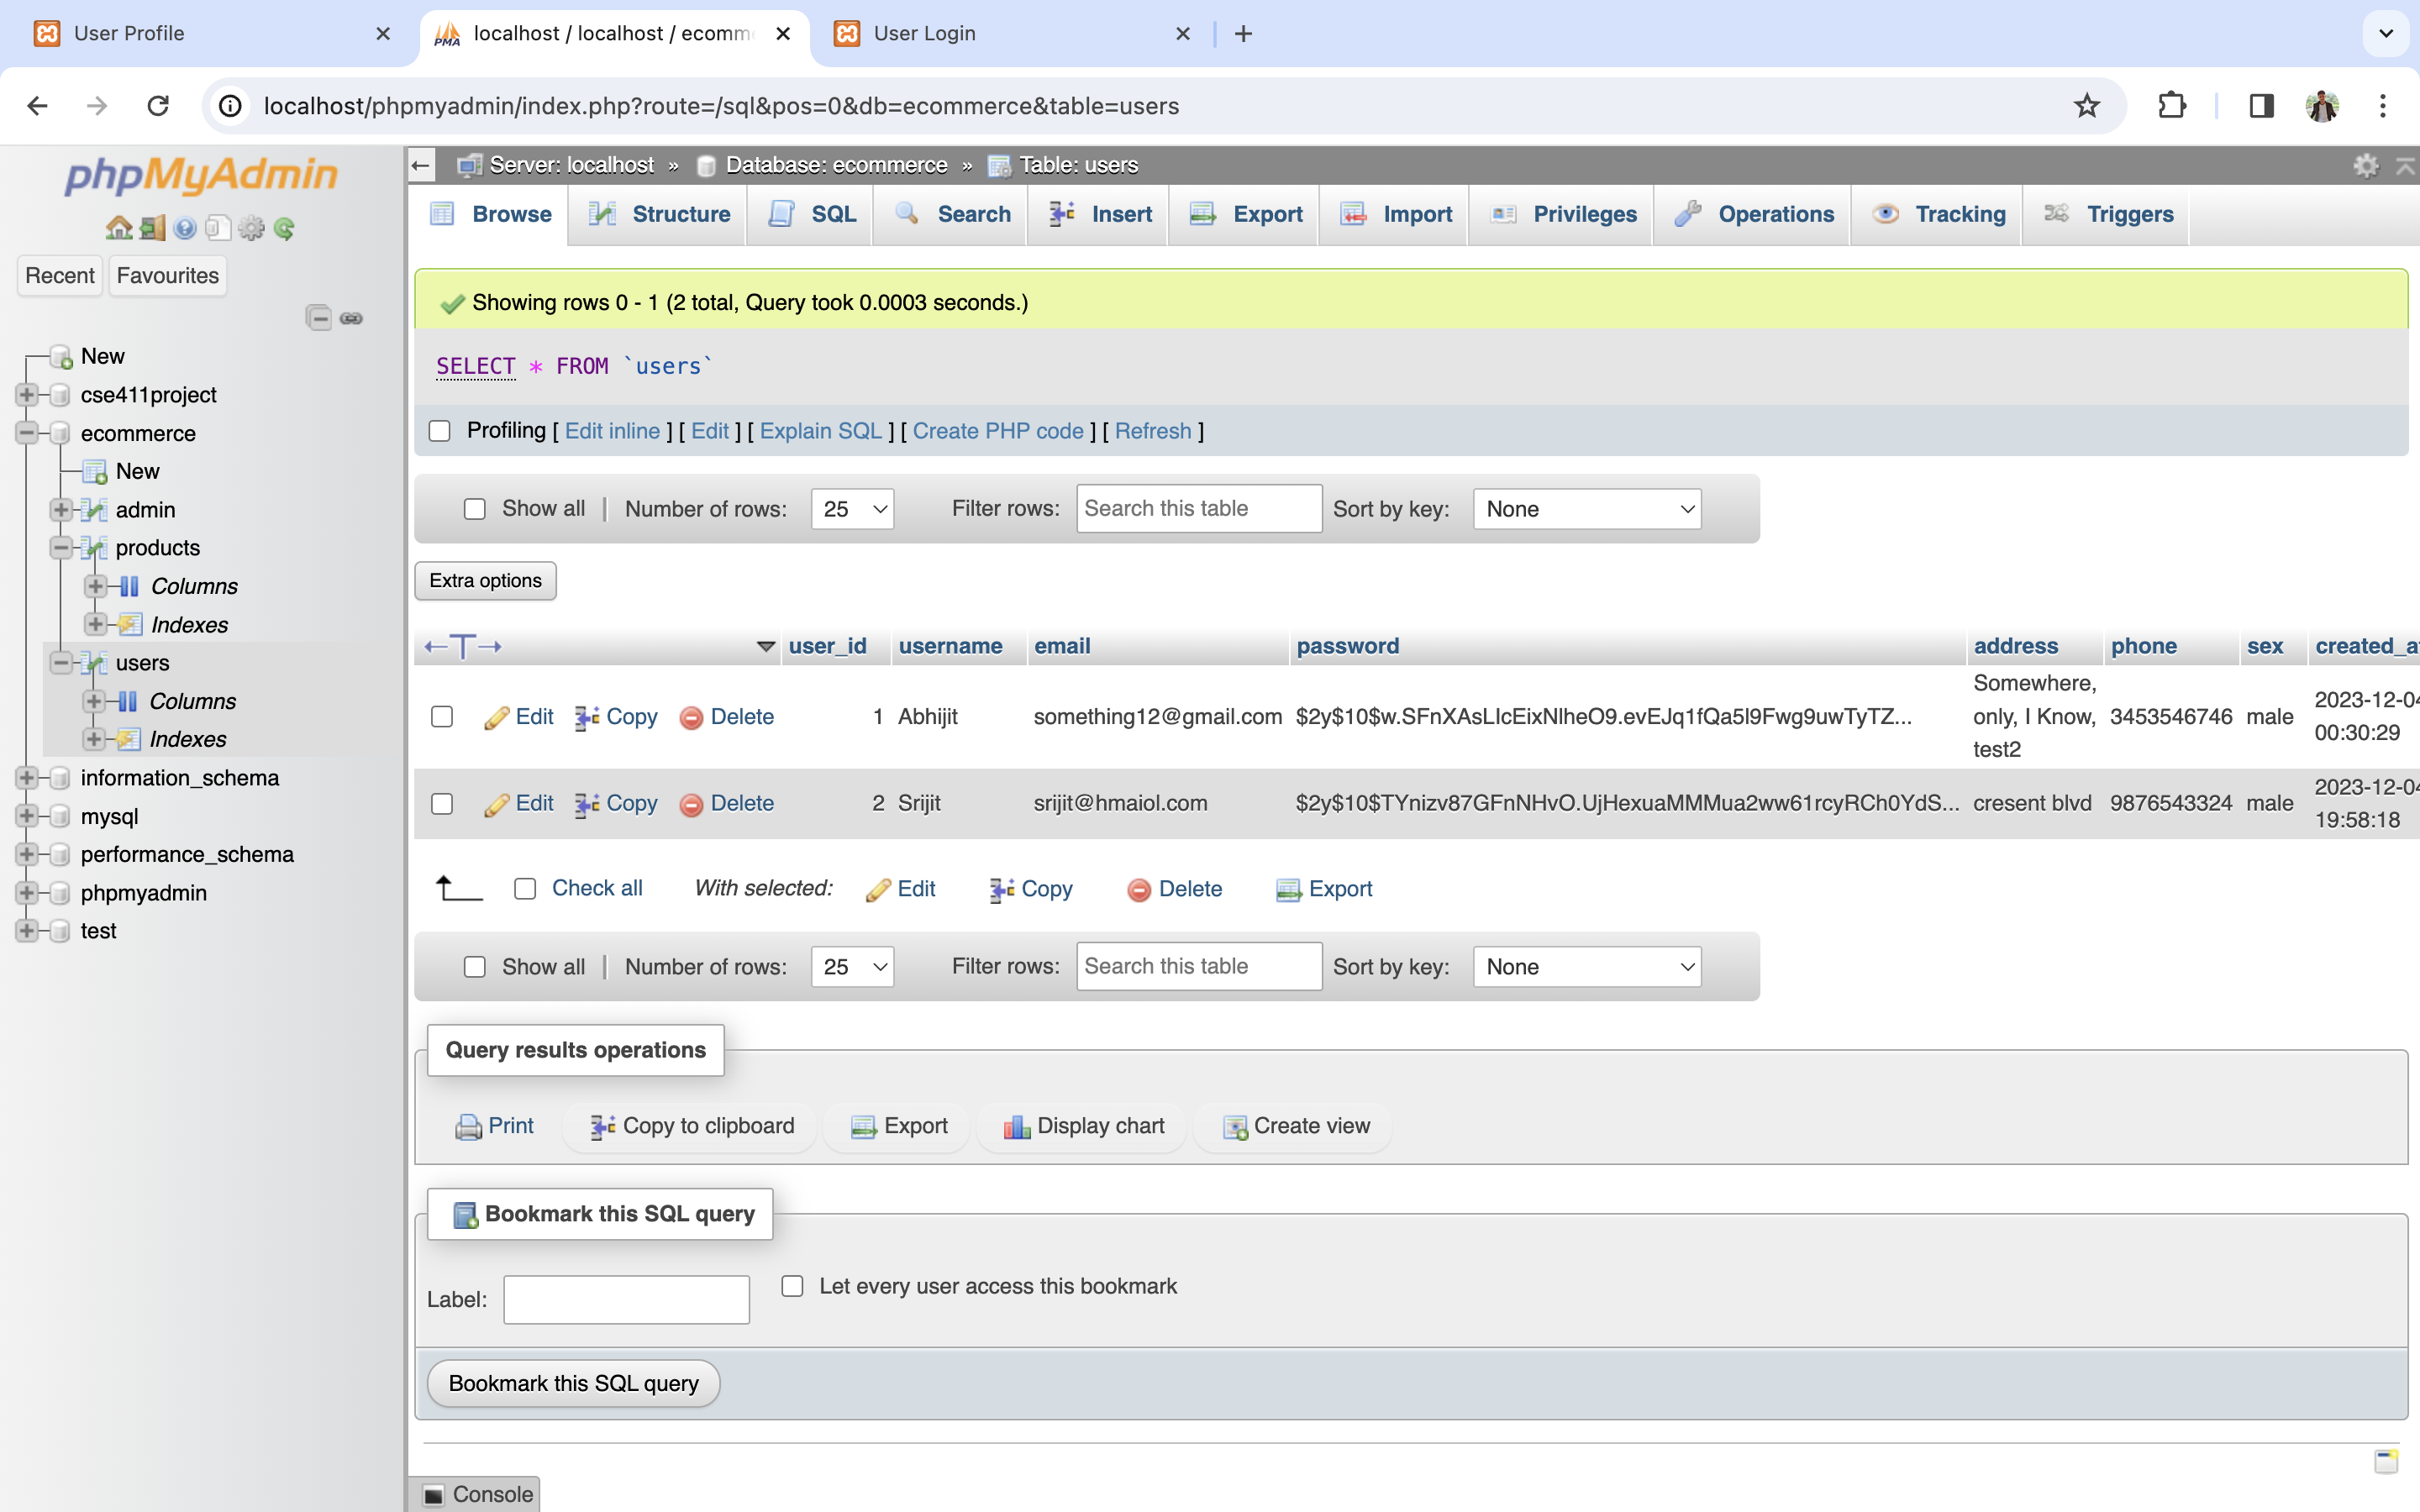 User Profile
localhost / localhost / ecomm
User Login
localhost/phpmyadmin/index.php?route=/sql&pos=0&db=ecommerce&table=users
phpMyAdmin
Recent
Favourites
New
cse411project
ecommerce
New
admin
products
Columns
Indexes
users
Columns
Indexes
information_schema
mysql
performance_schema
phpmyadmin
test
Server: localhost » Database: ecommerce » Table: users
Browse Structure SQL Search Insert Export Import Privileges Operations Tracking Triggers
Showing rows 0 - 1 (2 total, Query took 0.0003 seconds.)
SELECT * FROM `users`
Profiling [ Edit inline ] [ Edit ] [ Explain SQL ] [ Create PHP code ] [ Refresh ]
Show all | Number of rows: 25 Filter rows: Search this table Sort by key: None
Extra options
user_id username email password address phone sex created_a
Edit Copy Delete 1 Abhijit something12@gmail.com $2y$10$w.SFnXAsLIcEixNlheO9.evEJq1fQa5l9Fwg9uwTyTZ... Somewhere, only, I Know, test2 3453546746 male 2023-12-04 00:30:29
Edit Copy Delete 2 Srijit srijit@hmaiol.com $2y$10$TYnizv87GFnNHvO.UjHexuaMMMua2ww61rcyRCh0YdS... cresent blvd 9876543324 male 2023-12-04 19:58:18
Check all With selected: Edit Copy Delete Export
Show all | Number of rows: 25 Filter rows: Search this table Sort by key: None
Query results operations
Print Copy to clipboard Export Display chart Create view
Bookmark this SQL query
Label: Let every user access this bookmark
Bookmark this SQL query
Console